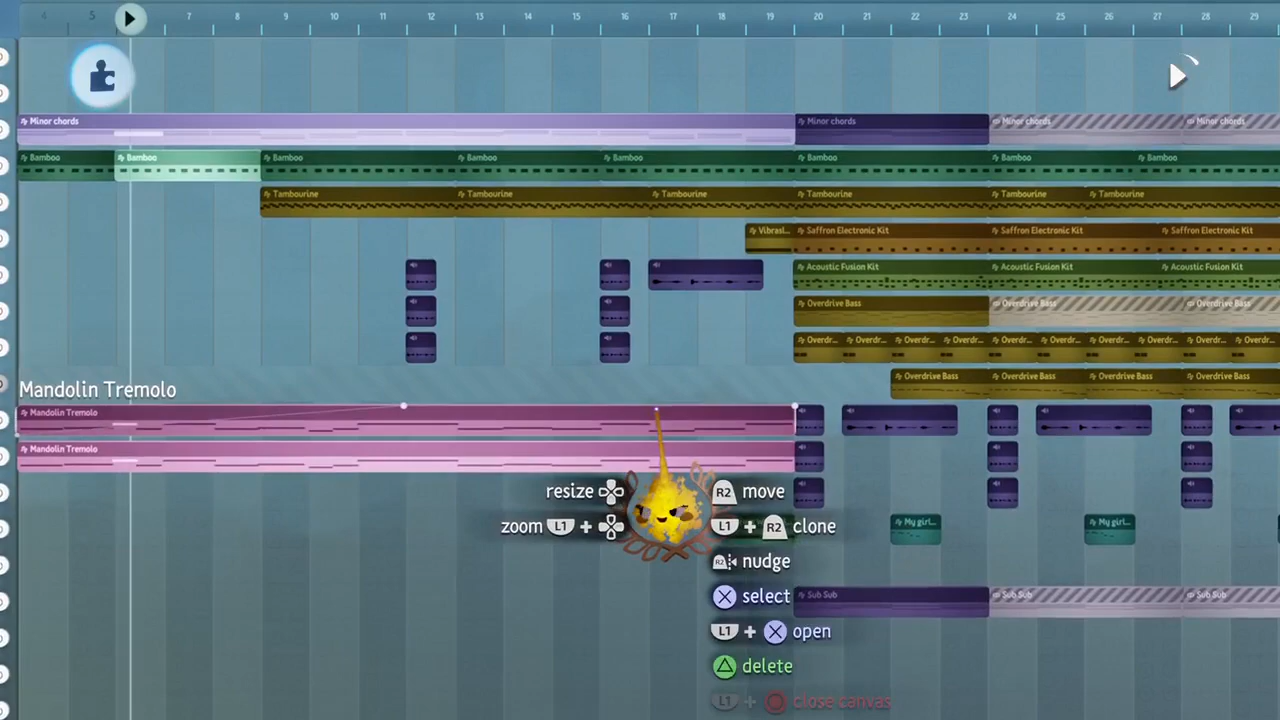 4 5 7 8 9 10 11 12 13 14 15 16 17 18 19 20 21 22 23 24 25 26 27 28 29
Minor chords Minor chords Minor chords Minor chords
Bamboo Bamboo Bamboo Bamboo Bamboo Bamboo Bamboo Bamboo
Tambourine Tambourine Tambourine Tambourine Tambourine Tambourine
Vibrasl... Saffron Electronic Kit Saffron Electronic Kit Saffron Electronic Kit
Acoustic Fusion Kit Acoustic Fusion Kit Acoustic Fusion Kit
Overdrive Bass Overdrive Bass Overdrive Bass
Overdr... Overdr... Overdr... Overdr... Overdr... Overdr... Overdr... Overdr... Overdr... Overdr...
Overdrive Bass Overdrive Bass Overdrive Bass Overdrive Bass
Mandolin Tremolo
Mandolin Tremolo
Mandolin Tremolo
resize R2 move
zoom L1 + L1 + R2 clone
My girl... My girl...
R2 nudge
select
Sub Sub Sub Sub Sub Sub
L1 + open
delete
L1 + close canvas